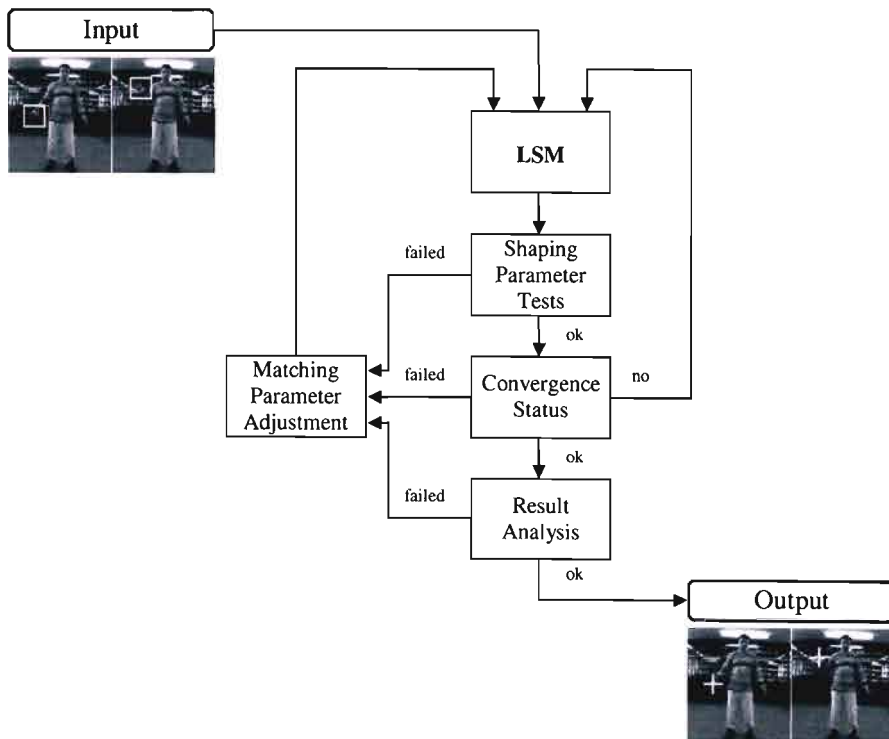 Input
LSM
failed
Shaping
Parameter
Tests
ok
Matching
Parameter
Adjustment
failed
Convergence
Status
no
ok
failed
Result
Analysis
ok
Output